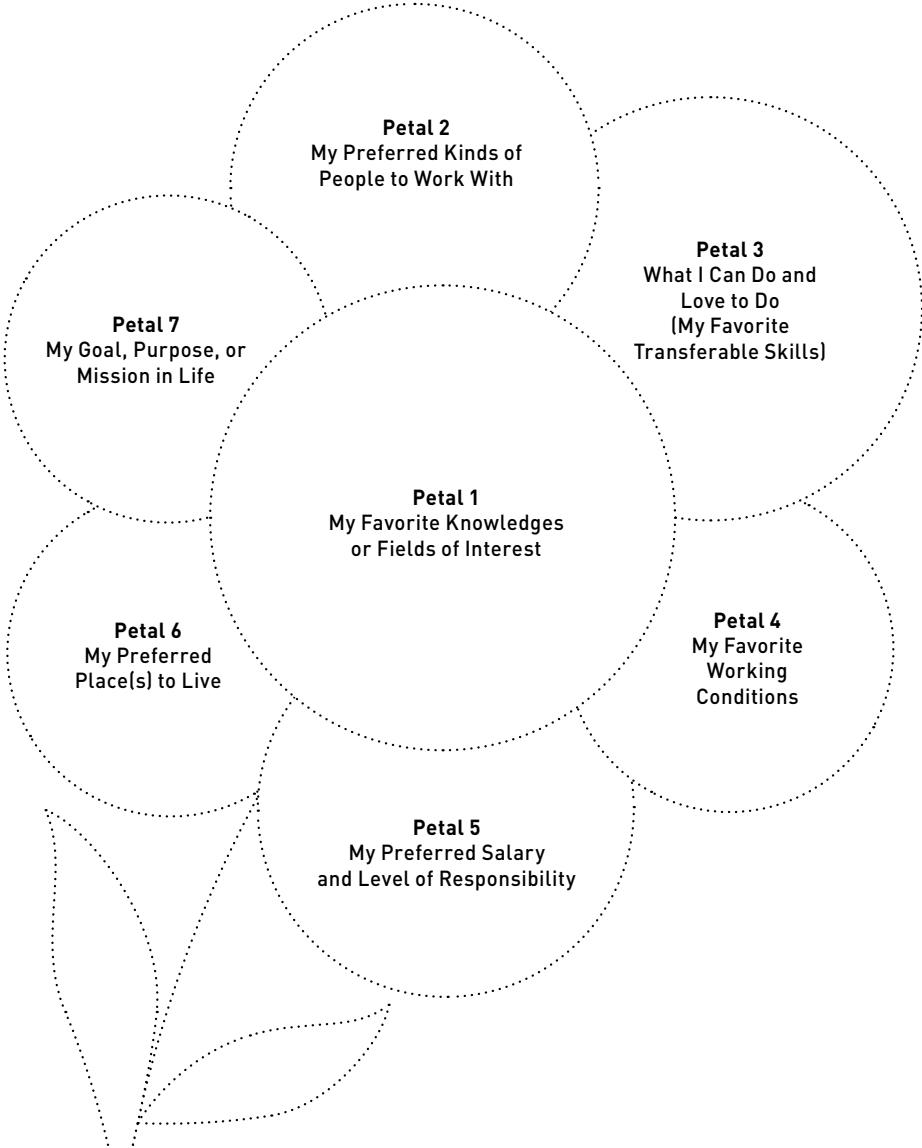 Petal 2
My Preferred Kinds of
People to Work With
Petal 3
What I Can Do and
Love to Do
(My Favorite
Transferable Skills)
Petal 7
My Goal, Purpose, or
Mission in Life
Petal 1
My Favorite Knowledges
or Fields of Interest
Petal 4
My Favorite
Working
Conditions
Petal 6
My Preferred
Place(s) to Live
Petal 5
My Preferred Salary
and Level of Responsibility